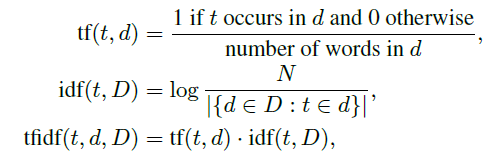 tf(t, d) = 1 if t occurs in d and 0 otherwise / number of words in d,
idf(t, D) = log N / |{d ∈ D : t ∈ d}|,
tfidf(t, d, D) = tf(t, d) · idf(t, D),